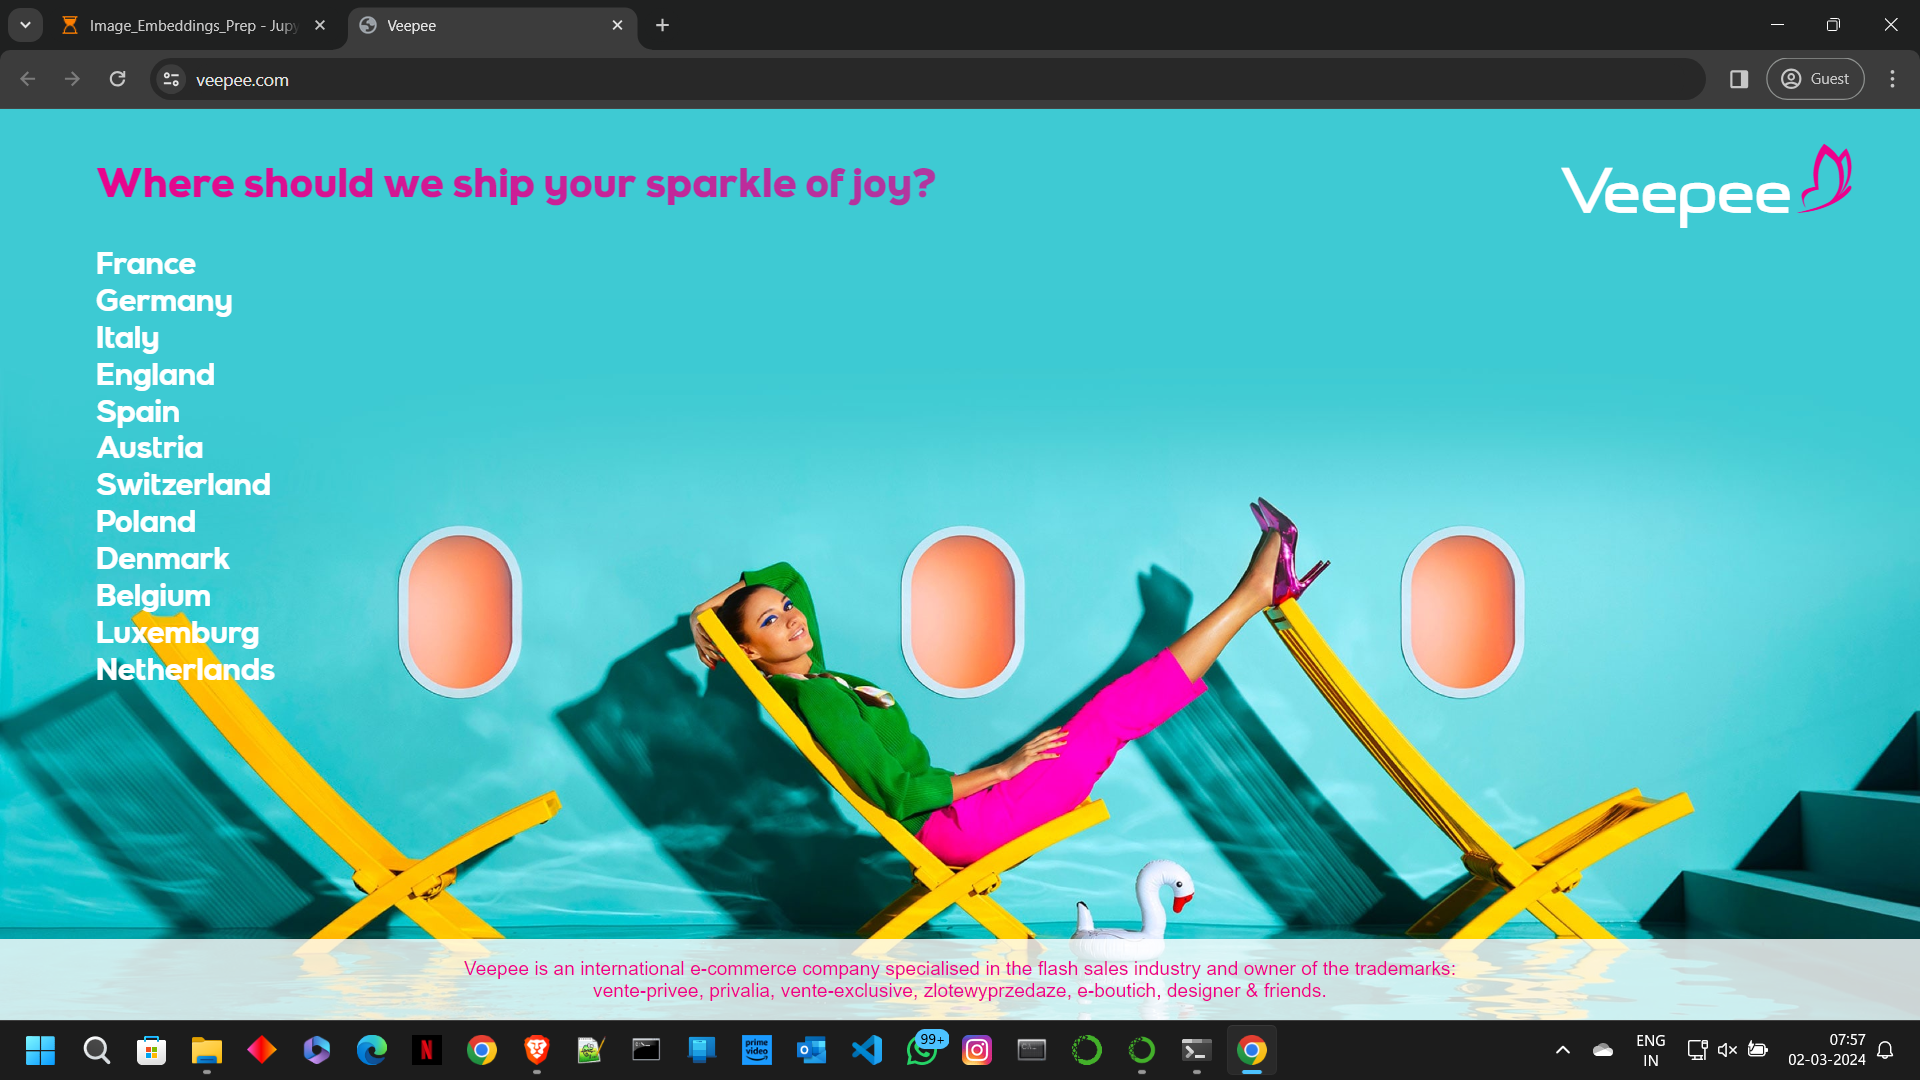 Image_Embeddings_Prep - Jupy
Veepee
veepee.com
Guest
Where should we ship your sparkle of joy?
Veepee
France
Germany
Italy
England
Spain
Austria
Switzerland
Poland
Denmark
Belgium
Luxemburg
Netherlands
Veepee is an international e-commerce company specialised in the flash sales industry and owner of the trademarks:
vente-privee, privalia, vente-exclusive, zlotewyprzedaze, e-boutich, designer & friends.
N
prime video
99+
ENG
IN
07:57
02-03-2024